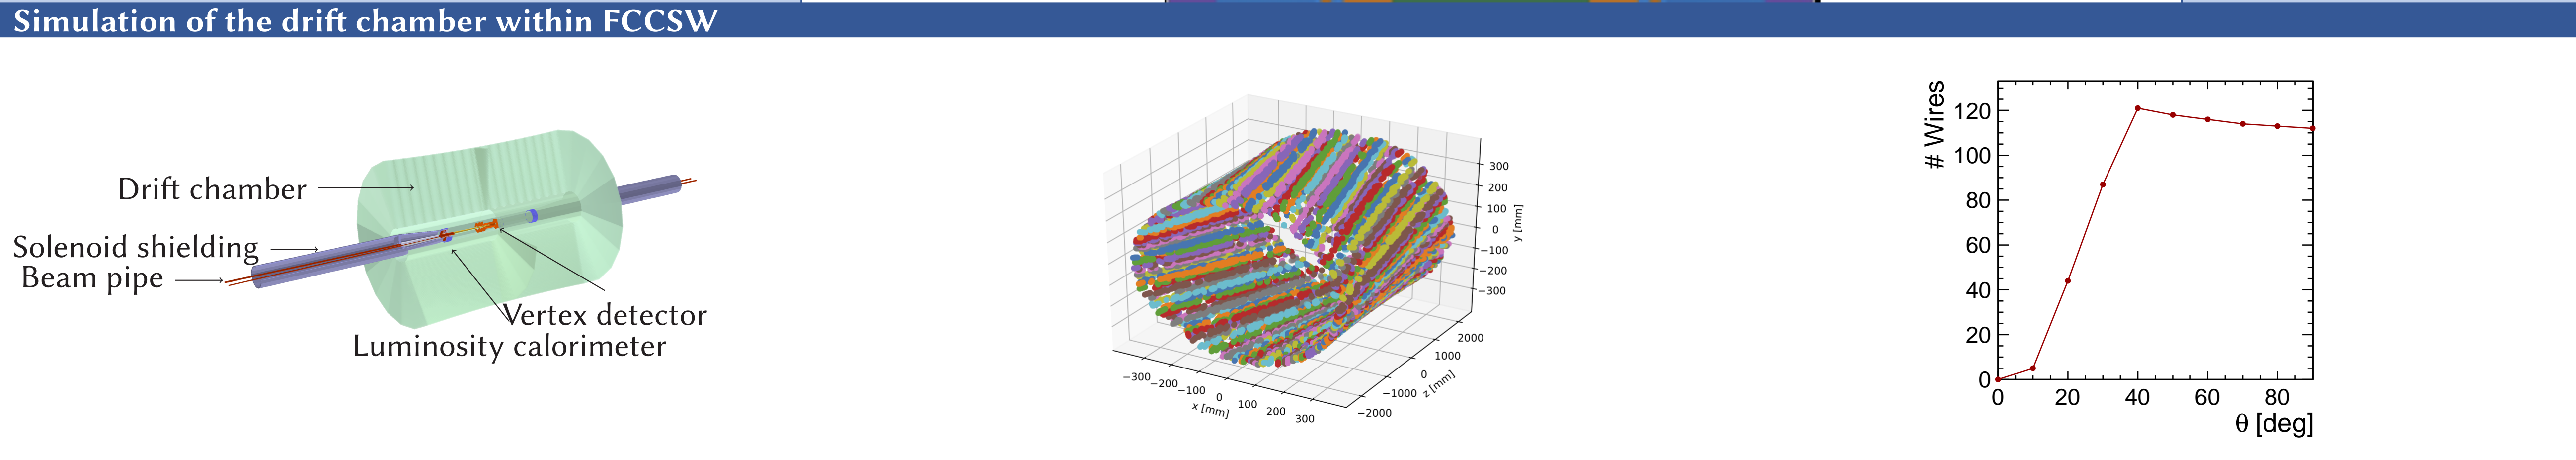 Simulation of the drift chamber within FCCSW
Drift chamber
Solenoid shielding
Beam pipe
Vertex detector
Luminosity calorimeter
300
200
100
0
−100
−200
−300
y [mm]
2000
1000
0
−1000
−2000
z [mm]
−300
−200
−100
0
100
200
300
x [mm]
# Wires
120
100
80
60
40
20
0
0 20 40 60 80
θ [deg]